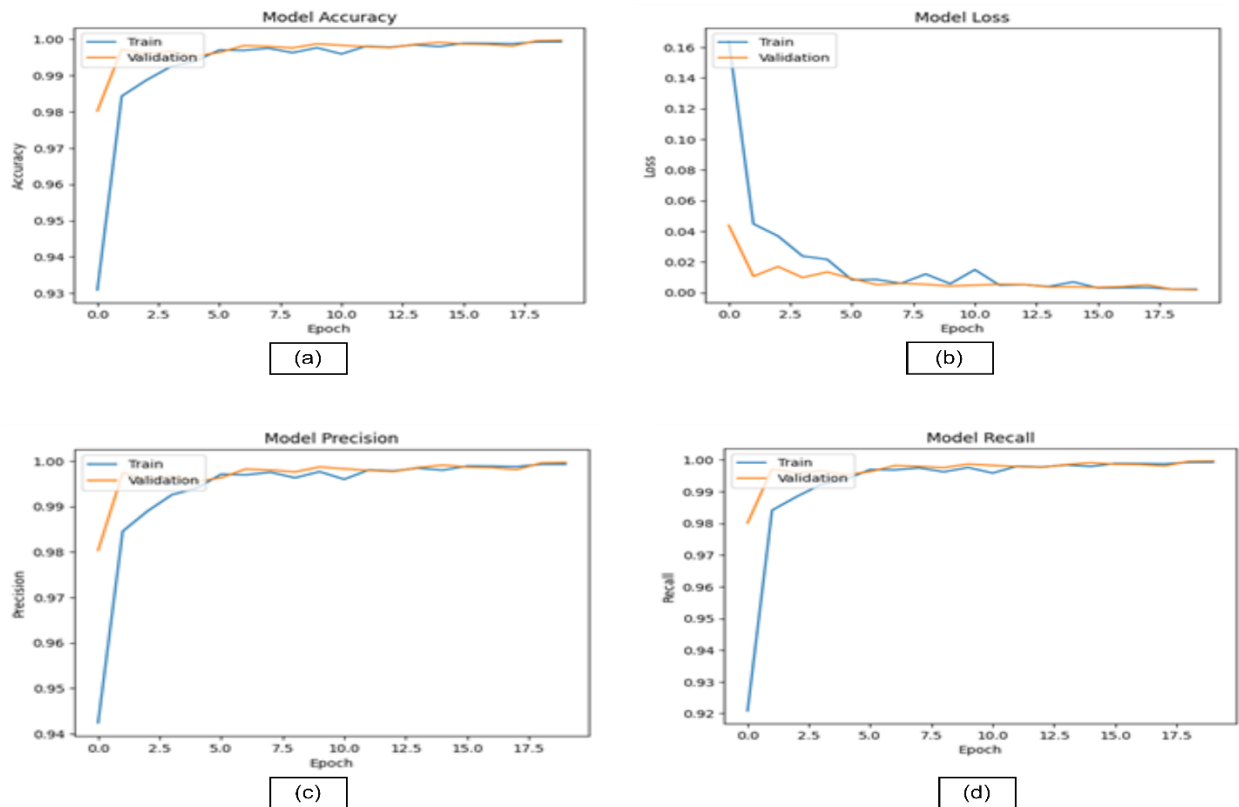 Model Accuracy
1.00
0.99
0.98
0.97
0.96
0.95
0.94
0.93
Accuracy
Train
Validation
0.0 2.5 5.0 7.5 10.0 12.5 15.0 17.5
Epoch
(a)
Model Loss
0.16
0.14
0.12
0.10
0.08
0.06
0.04
0.02
0.00
Loss
Train
Validation
0.0 2.5 5.0 7.5 10.0 12.5 15.0 17.5
Epoch
(b)
Model Precision
1.00
0.99
0.98
0.97
0.96
0.95
0.94
Precision
Train
Validation
0.0 2.5 5.0 7.5 10.0 12.5 15.0 17.5
Epoch
(c)
Model Recall
1.00
0.99
0.98
0.97
0.96
0.95
0.94
0.93
0.92
Recall
Train
Validation
0.0 2.5 5.0 7.5 10.0 12.5 15.0 17.5
Epoch
(d)